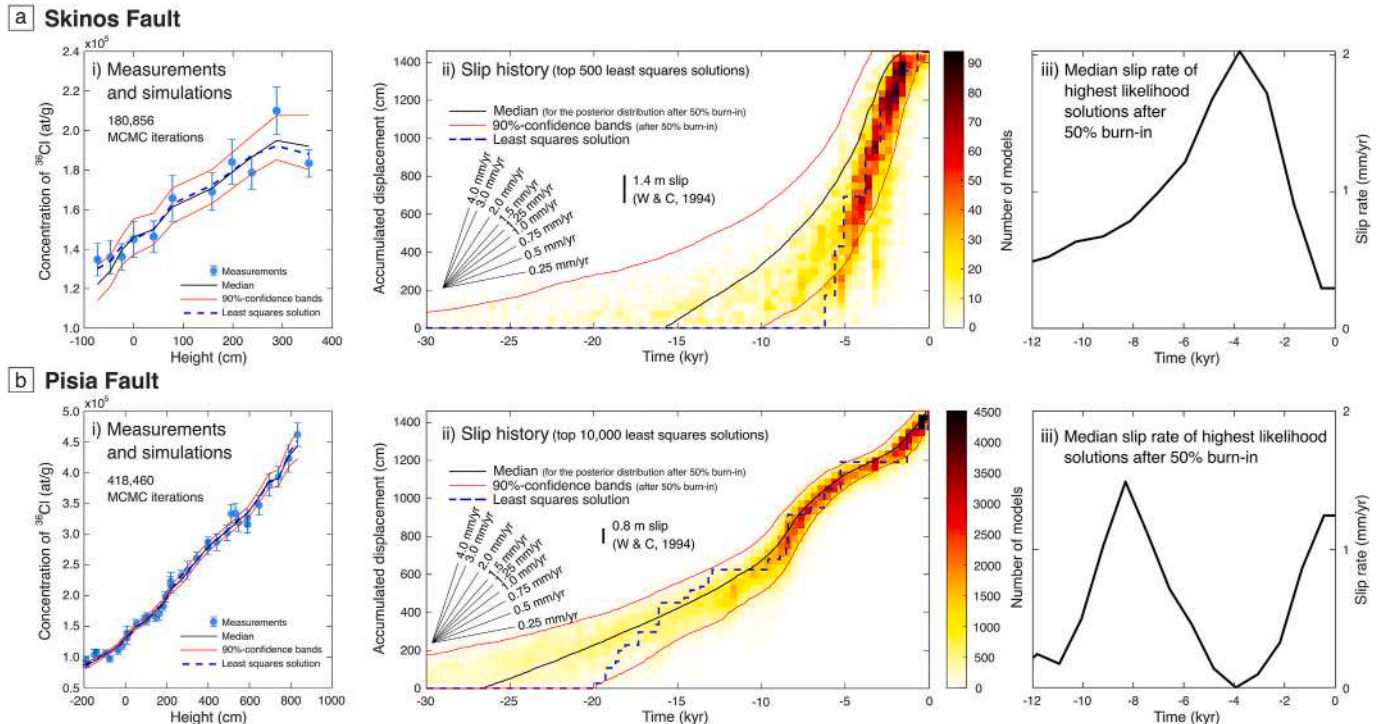 a Skinos Fault
×10⁵
2.4
2.2
2.0
1.8
1.6
1.4
1.2
1.0
Concentration of ³⁶Cl (at/g)
i) Measurements
and simulations
180,856
MCMC iterations
Measurements
Median
90%-confidence bands
Least squares solution
-100 0 100 200 300 400
Height (cm)
1400
1200
1000
800
600
400
200
0
Accumulated displacement (cm)
ii) Slip history (top 500 least squares solutions)
Median (for the posterior distribution after 50% burn-in)
90%-confidence bands (after 50% burn-in)
Least squares solution
4.0 mm/yr
3.0 mm/yr
2.0 mm/yr
1.5 mm/yr
1.25 mm/yr
1.0 mm/yr
0.75 mm/yr
0.5 mm/yr
0.25 mm/yr
1.4 m slip
(W & C, 1994)
-30 -25 -20 -15 -10 -5 0
Time (kyr)
90
80
70
60
50
40
30
20
10
0
Number of models
iii) Median slip rate of
highest likelihood
solutions after
50% burn-in
2
1
0
Slip rate (mm/yr)
-12 -10 -8 -6 -4 -2 0
Time (kyr)
b Pisia Fault
×10⁵
5.0
4.5
4.0
3.5
3.0
2.5
2.0
1.5
1.0
0.5
Concentration of ³⁶Cl (at/g)
i) Measurements
and simulations
418,460
MCMC iterations
Measurements
Median
90%-confidence bands
Least squares solution
-200 0 200 400 600 800 1000
Height (cm)
1400
1200
1000
800
600
400
200
0
Accumulated displacement (cm)
ii) Slip history (top 10,000 least squares solutions)
Median (for the posterior distribution after 50% burn-in)
90%-confidence bands (after 50% burn-in)
Least squares solution
4.0 mm/yr
3.0 mm/yr
2.0 mm/yr
1.5 mm/yr
1.25 mm/yr
1.0 mm/yr
0.75 mm/yr
0.5 mm/yr
0.25 mm/yr
0.8 m slip
(W & C, 1994)
-30 -25 -20 -15 -10 -5 0
Time (kyr)
4500
4000
3500
3000
2500
2000
1500
1000
500
0
Number of models
iii) Median slip rate of highest likelihood
solutions after 50% burn-in
2
1
0
Slip rate (mm/yr)
-12 -10 -8 -6 -4 -2 0
Time (kyr)